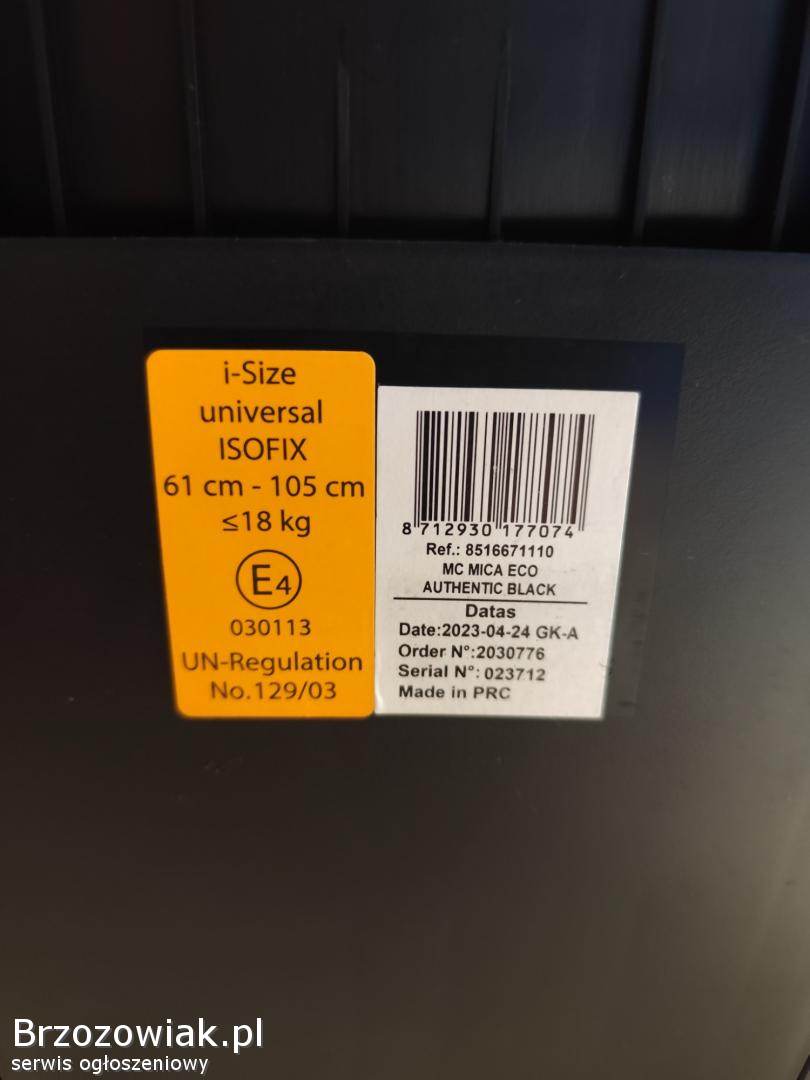 i-Size
universal
ISOFIX
61 cm - 105 cm
≤18 kg
E4
030113
UN-Regulation
No.129/03
8 712930 177074
Ref.: 8516671110
MC MICA ECO
AUTHENTIC BLACK
Datas
Date:2023-04-24 GK-A
Order N°:2030776
Serial N°: 023712
Made in PRC
Brzozowiak.pl
serwis ogłoszeniowy